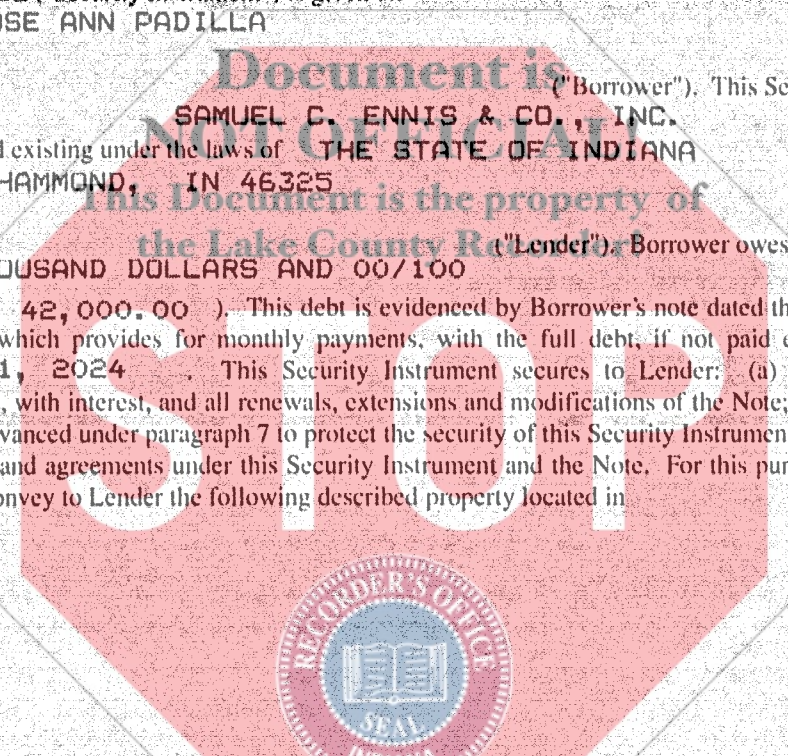 OSE ANN PADILLA
Document is
("Borrower"). This Se
SAMUEL C. ENNIS & CO., INC.
NOT OFFICIAL!
d existing under the laws of THE STATE OF INDIANA
HAMMOND, IN 46325
This Document is the property of
the Lake County Recorder!
("Lender"). Borrower owes
OUSAND DOLLARS AND 00/100
42,000.00 ). This debt is evidenced by Borrower's note dated th
which provides for monthly payments, with the full debt, if not paid e
1, 2024 . This Security Instrument secures to Lender: (a)
, with interest, and all renewals, extensions and modifications of the Note;
vanced under paragraph 7 to protect the security of this Security Instrumen
and agreements under this Security Instrument and the Note. For this pur
onvey to Lender the following described property located in
STOP
RECORDER'S OFFICE
SEAL
INDIANA